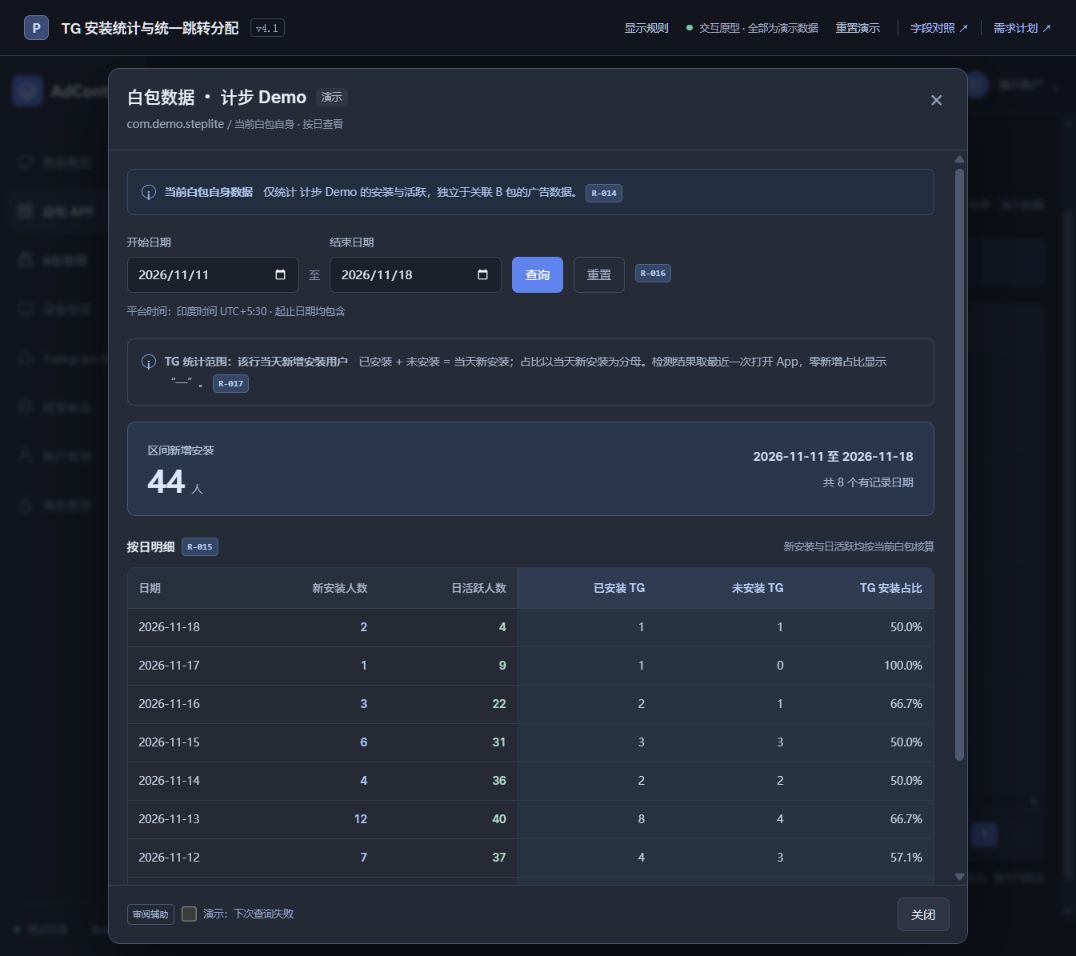 P TG 安装统计与统一跳转分配 v4.1 显示规则 交互原型 · 全部为演示数据 重置演示 字段对照 ↗ 需求计划 ↗
白包数据 · 计步 Demo 演示
com.demo.steplite / 当前白包自身 · 按日查看
当前白包自身数据 仅统计 计步 Demo 的安装与活跃，独立于关联 B 包的广告数据。 R-014
开始日期 结束日期
2026/11/11 至 2026/11/18 查询 重置 R-016
平台时间：印度时间 UTC+5:30 · 起止日期均包含
TG 统计范围：该行当天新增安装用户 已安装 + 未安装 = 当天新安装；占比以当天新安装为分母。检测结果取最近一次打开 App，零新增占比显示
“—” 。 R-017
区间新增安装
44 人
2026-11-11 至 2026-11-18
共 8 个有记录日期
按日明细 R-015 新安装与日活跃均按当前白包核算
日期 新安装人数 日活跃人数 已安装 TG 未安装 TG TG 安装占比
2026-11-18 2 4 1 1 50.0%
2026-11-17 1 9 1 0 100.0%
2026-11-16 3 22 2 1 66.7%
2026-11-15 6 31 3 3 50.0%
2026-11-14 4 36 2 2 50.0%
2026-11-13 12 40 8 4 66.7%
2026-11-12 7 37 4 3 57.1%
审阅辅助 演示：下次查询失败 关闭